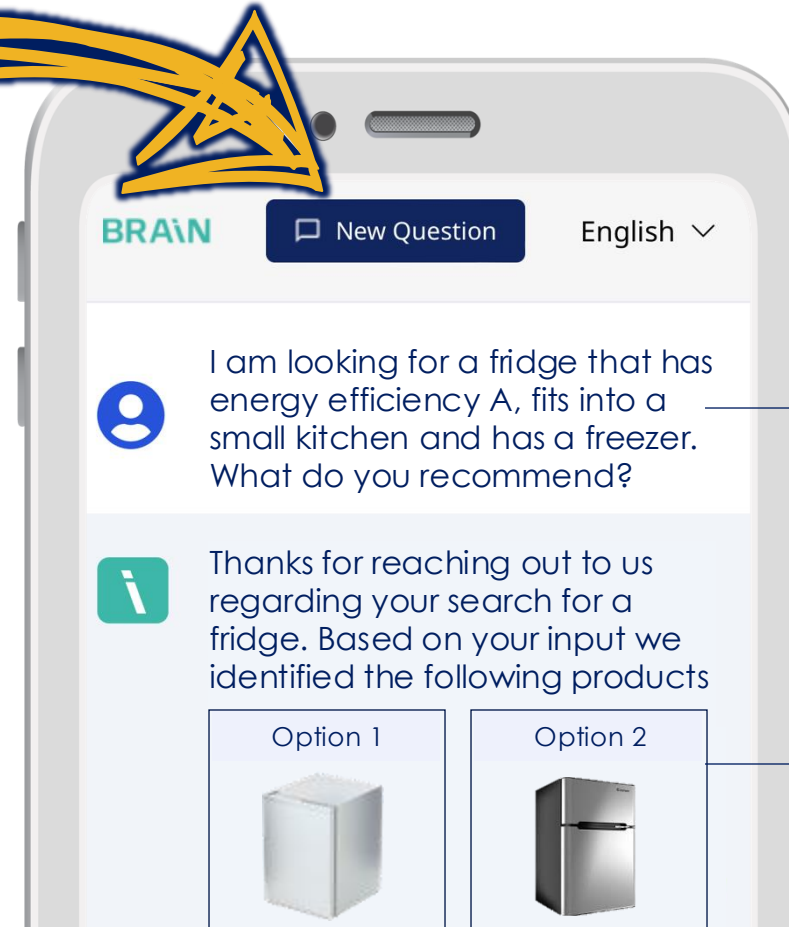 BRAiN
New Question
English
I am looking for a fridge that has
energy efficiency A, fits into a
small kitchen and has a freezer.
What do you recommend?
i
Thanks for reaching out to us
regarding your search for a
fridge. Based on your input we
identified the following products
Option 1
Option 2